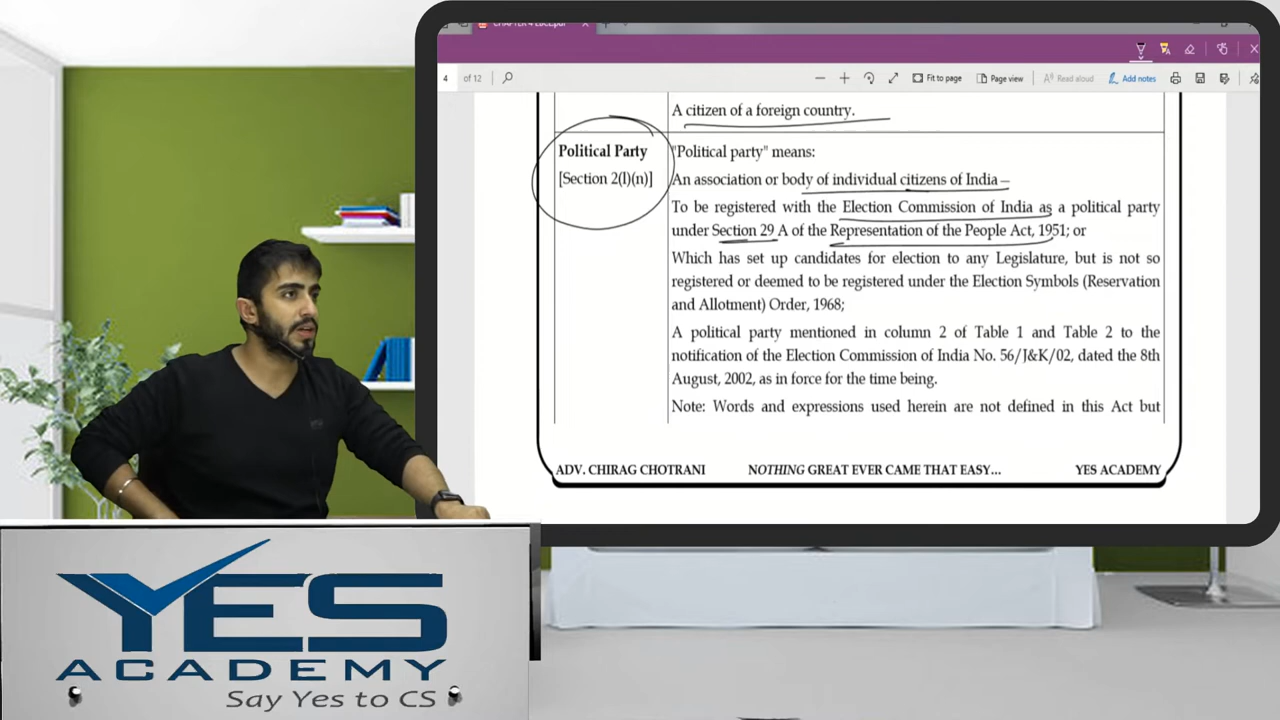 4 of 12
Fit to page
Page view
Read aloud
Add notes
A citizen of a foreign country.
Political Party
[Section 2(l)(n)]
"Political party" means:
An association or body of individual citizens of India –
To be registered with the Election Commission of India as a political party
under Section 29 A of the Representation of the People Act, 1951; or
Which has set up candidates for election to any Legislature, but is not so
registered or deemed to be registered under the Election Symbols (Reservation
and Allotment) Order, 1968;
A political party mentioned in column 2 of Table 1 and Table 2 to the
notification of the Election Commission of India No. 56/J&K/02, dated the 8th
August, 2002, as in force for the time being.
Note: Words and expressions used herein are not defined in this Act but
ADV. CHIRAG CHOTRANI
NOTHING GREAT EVER CAME THAT EASY...
YES ACADEMY
YES
ACADEMY
Say Yes to CS